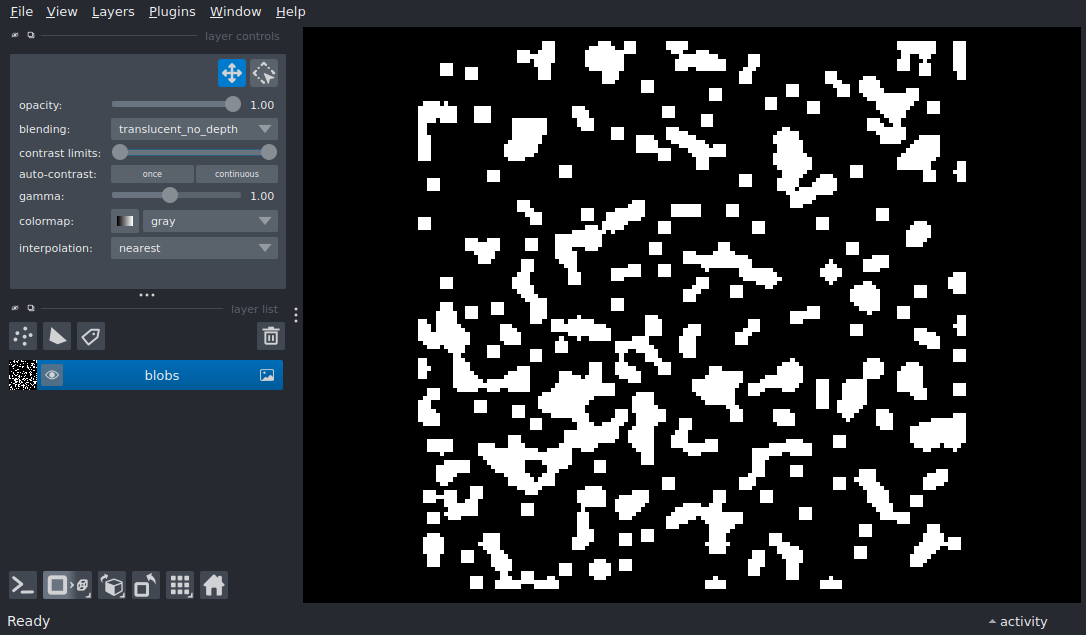 File View Layers Plugins Window Help
layer controls
opacity: 1.00
blending: translucent_no_depth
contrast limits:
auto-contrast: once continuous
gamma: 1.00
colormap: gray
interpolation: nearest
layer list
blobs
Ready activity